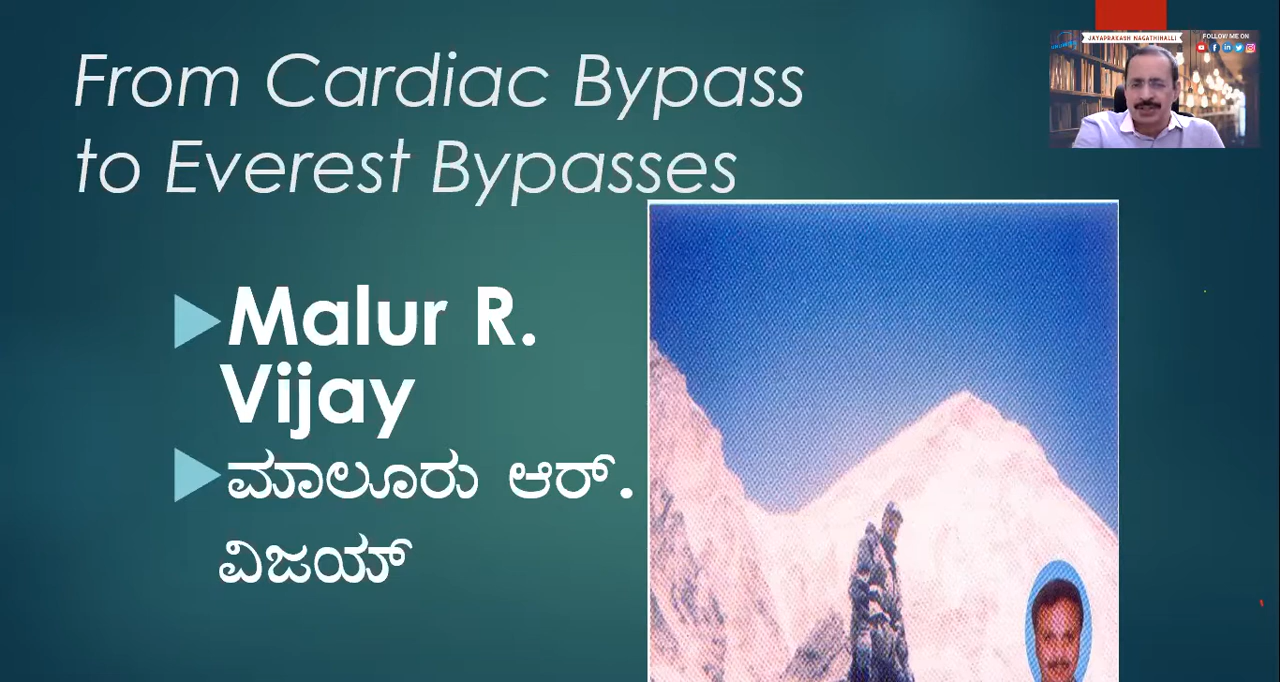 From Cardiac Bypass
to Everest Bypasses
JAYAPRAKASH NAGATHIHALLI
FOLLOW ME ON
Malur R.
Vijay
ಮಾಲೂರು ಆರ್.
ವಿಜಯ್